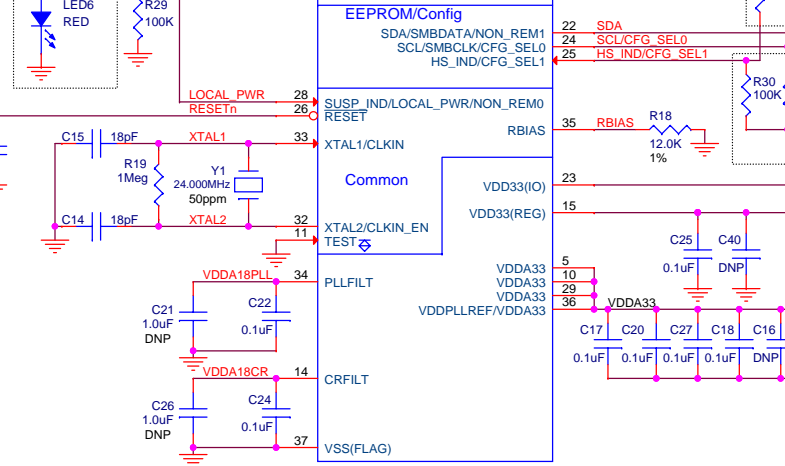 LED6
RED
R29
100K
EEPROM/Config
SDA/SMBDATA/NON_REM1
22
SDA
SCL/SMBCLK/CFG_SEL0
24
SCL/CFG_SEL0
HS_IND/CFG_SEL1
25
HS_IND/CFG_SEL1
R30
100K
LOCAL_PWR
28
SUSP_IND/LOCAL_PWR/NON_REM0
RESETn
26
RESET
RBIAS
35
RBIAS
R18
12.0K
1%
C15
18pF
XTAL1
33
XTAL1/CLKIN
R19
1Meg
Y1
24.000MHz
50ppm
Common
VDD33(IO)
23
VDD33(REG)
15
C14
18pF
XTAL2
32
XTAL2/CLKIN_EN
11
TEST
C25
0.1uF
C40
DNP
VDDA18PLL
34
PLLFILT
C21
1.0uF
DNP
C22
0.1uF
VDDA33
5
VDDA33
10
VDDA33
29
VDDPLLREF/VDDA33
36
VDDA33
C17
0.1uF
C20
0.1uF
C27
0.1uF
C18
0.1uF
C16
DNP
VDDA18CR
14
CRFILT
C26
1.0uF
DNP
C24
0.1uF
37
VSS(FLAG)